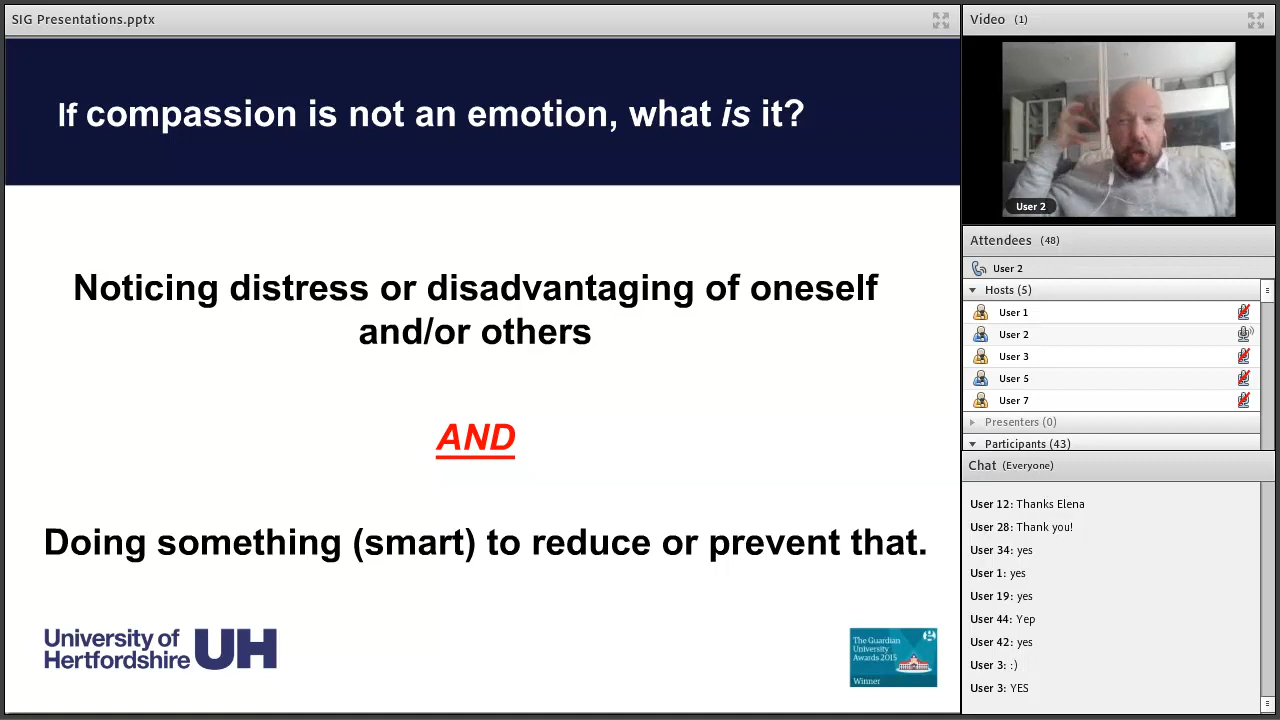 SIG Presentations.pptx
If compassion is not an emotion, what is it?
Noticing distress or disadvantaging of oneself
and/or others
AND
Doing something (smart) to reduce or prevent that.
University of
Hertfordshire UH
The Guardian
University
Awards 2015
Winner
Video (1)
User 2
Attendees (48)
User 2
Hosts (5)
User 1
User 2
User 3
User 5
User 7
Presenters (0)
Participants (43)
Chat (Everyone)
User 12: Thanks Elena
User 28: Thank you!
User 34: yes
User 1: yes
User 19: yes
User 44: Yep
User 42: yes
User 3: :)
User 3: YES